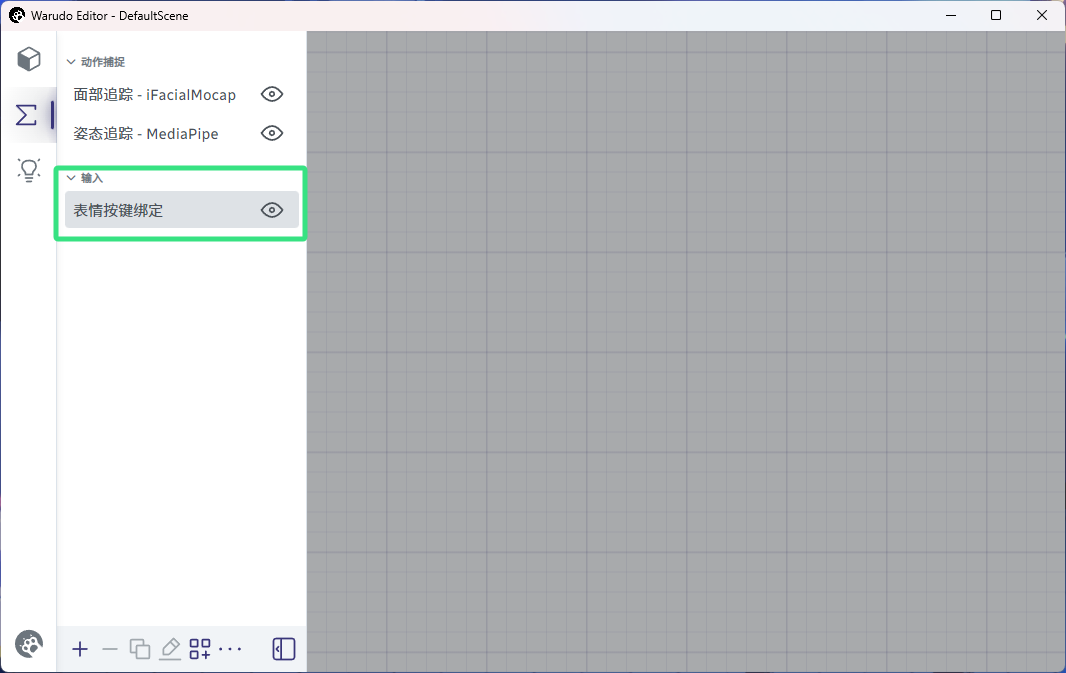 Warudo Editor - DefaultScene
动作捕捉
面部追踪 - iFacialMocap
姿态追踪 - MediaPipe
输入
表情按键绑定